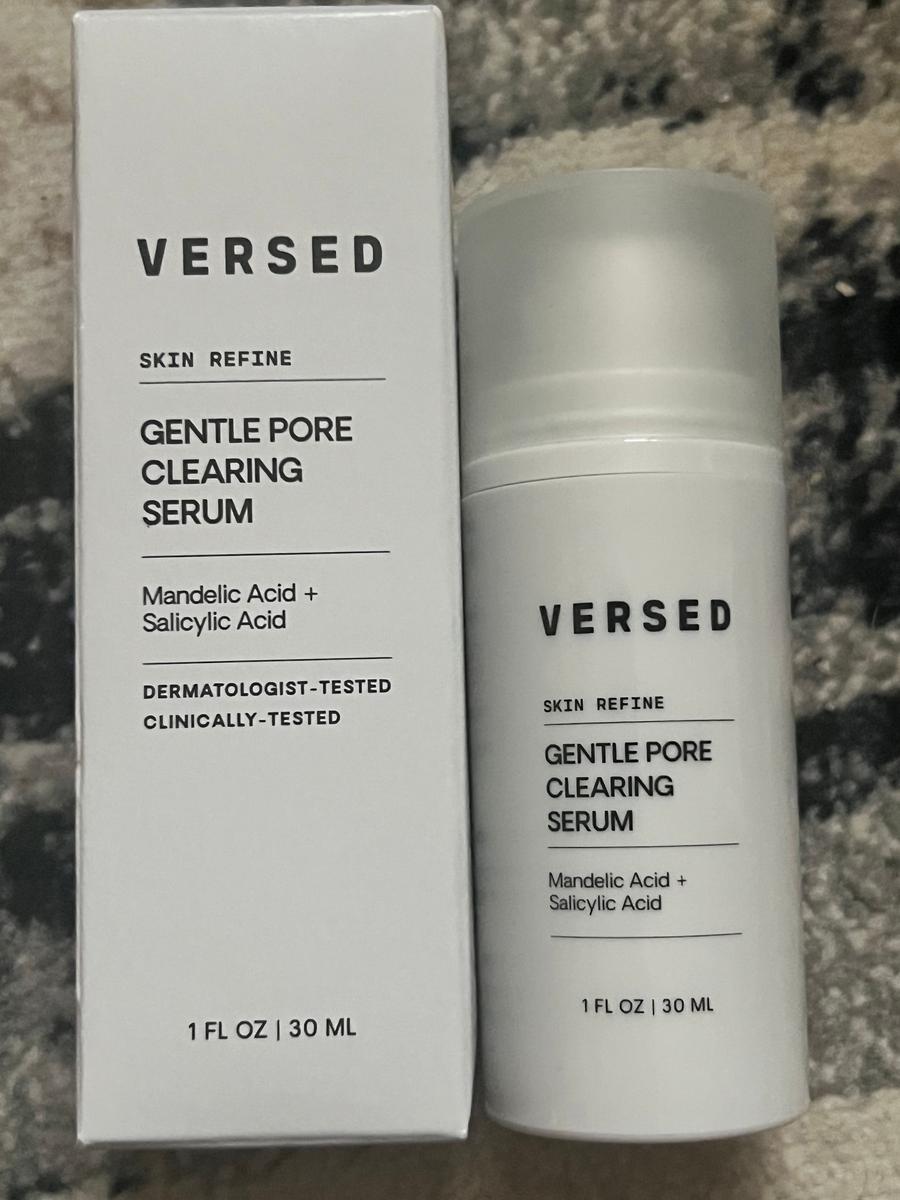 VERSED
SKIN REFINE
GENTLE PORE
CLEARING
SERUM
Mandelic Acid +
Salicylic Acid
DERMATOLOGIST-TESTED
CLINICALLY-TESTED
1 FL OZ | 30 ML
VERSED
SKIN REFINE
GENTLE PORE
CLEARING
SERUM
Mandelic Acid +
Salicylic Acid
1 FL OZ | 30 ML